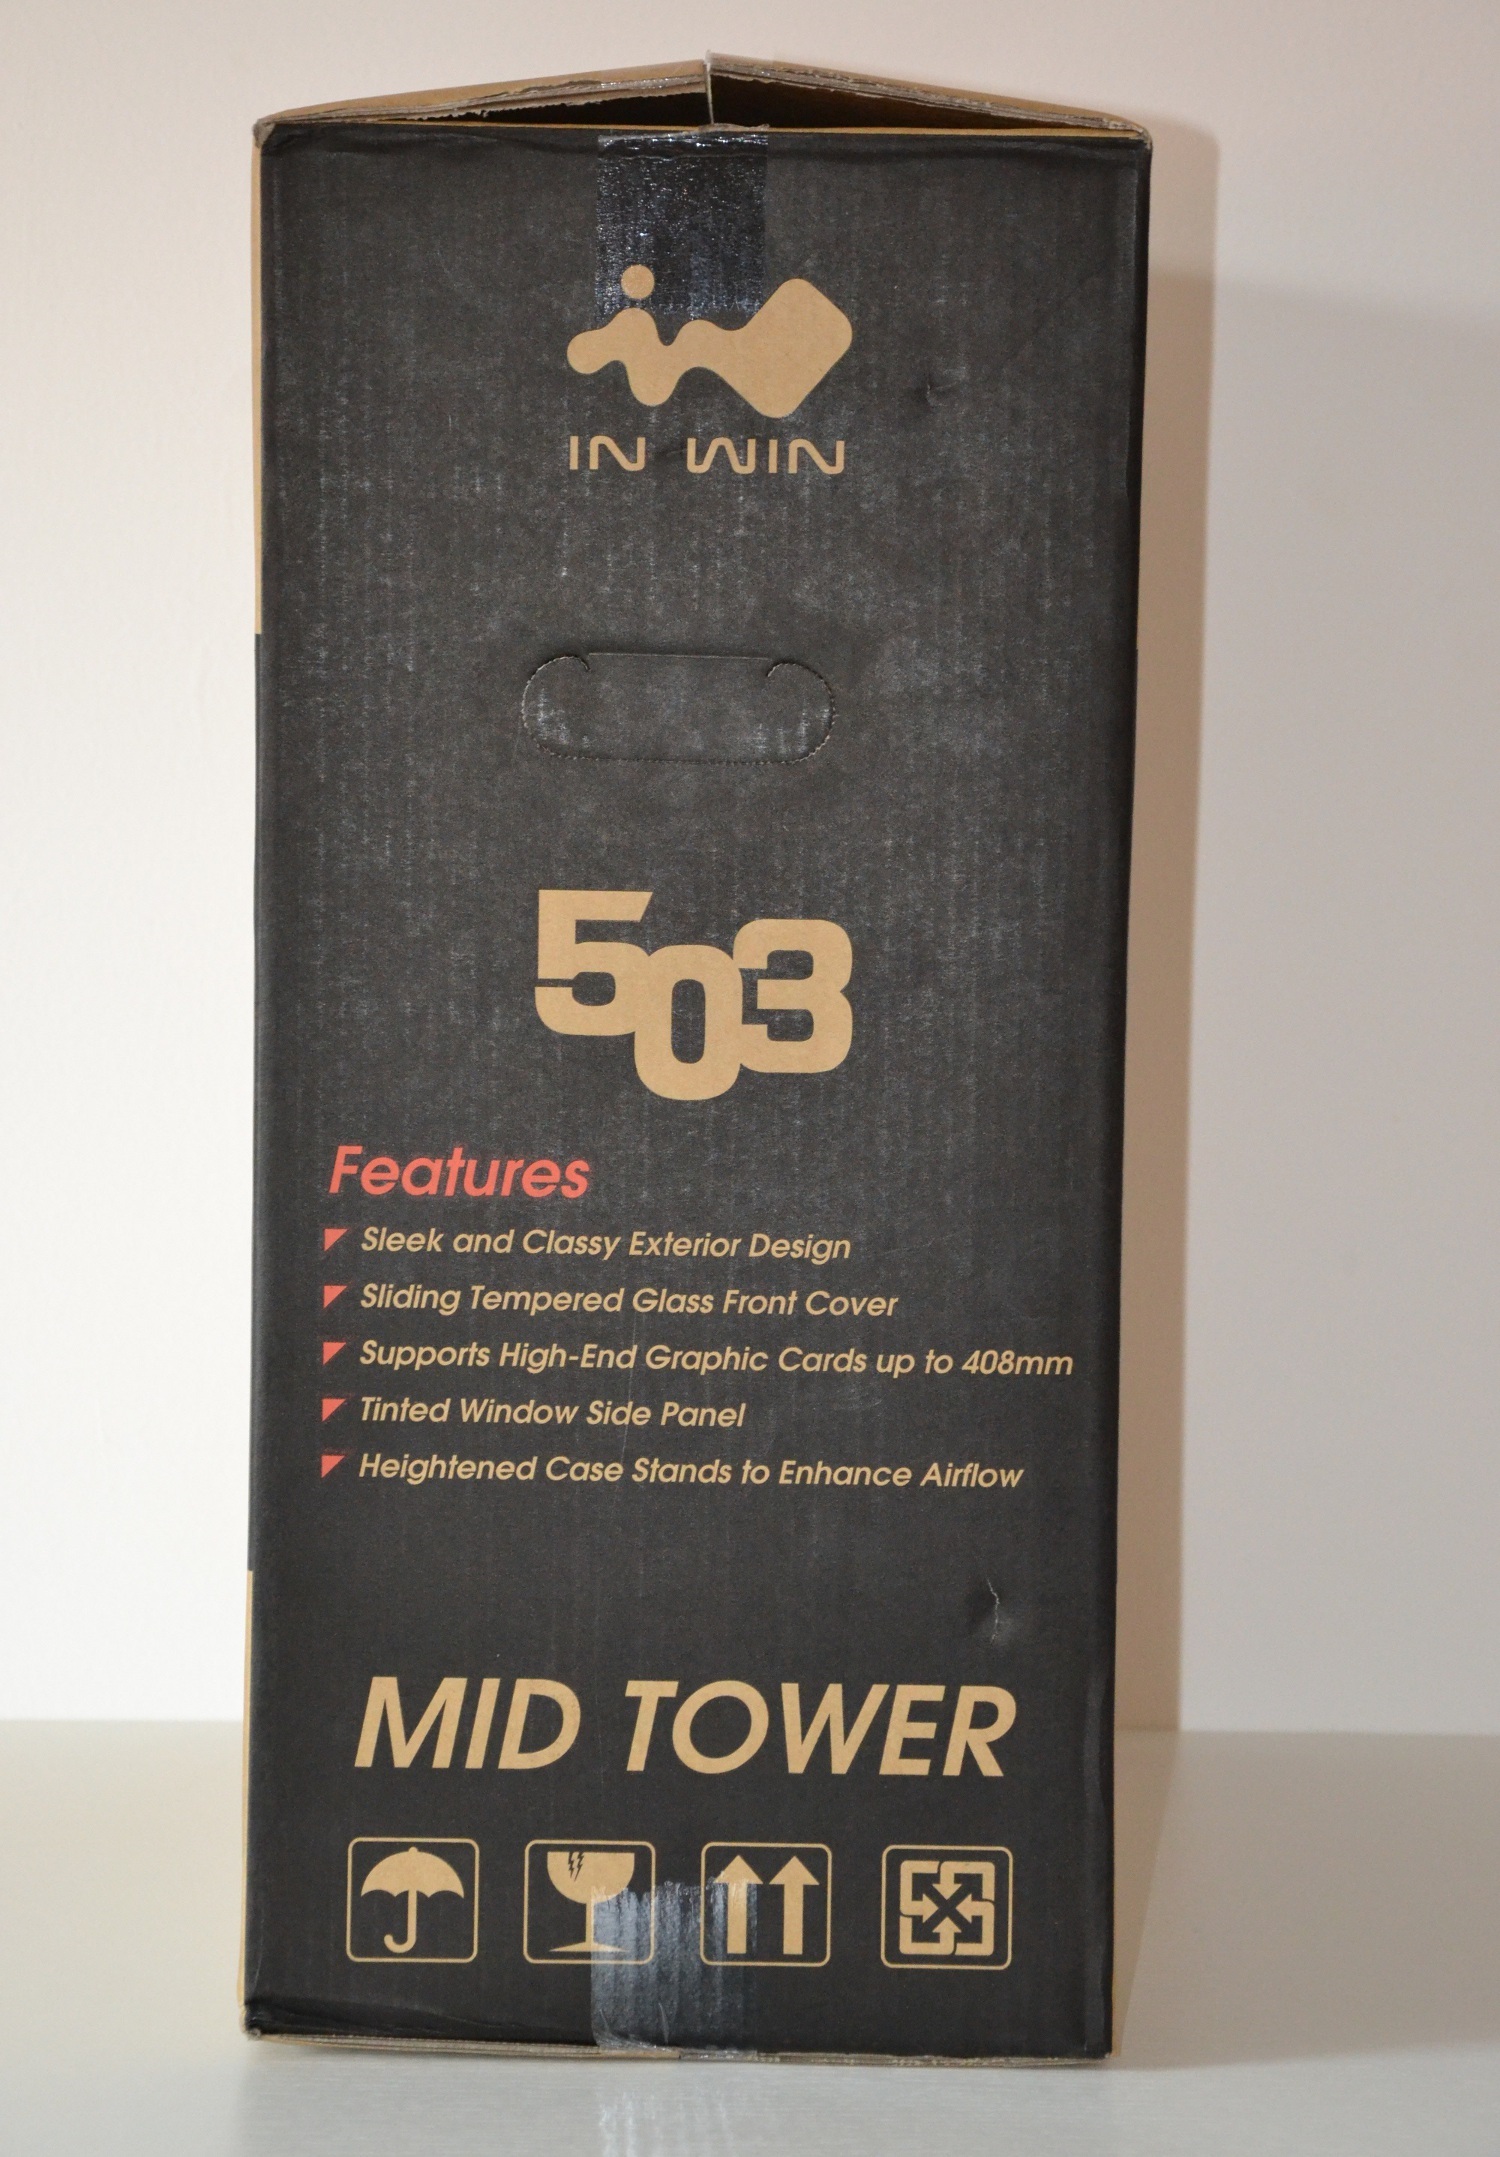 IN WIN
503
Features
Sleek and Classy Exterior Design
Sliding Tempered Glass Front Cover
Supports High-End Graphic Cards up to 408mm
Tinted Window Side Panel
Heightened Case Stands to Enhance Airflow
MID TOWER